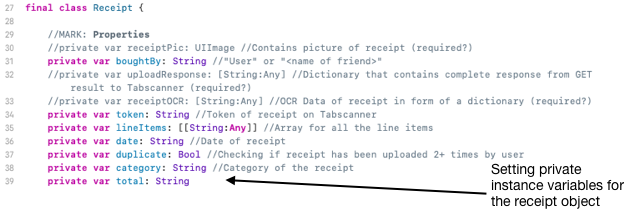 27 final class Receipt {
28
29 //MARK: Properties
30 //private var receiptPic: UIImage //Contains picture of receipt (required?)
31 private var boughtBy: String //"User" or "<name of friend>"
32 //private var uploadResponse: [String:Any] //Dictionary that contains complete response from GET
result to Tabscanner (required?)
33 //private var receiptOCR: [String:Any] //OCR Data of receipt in form of a dictionary (required?)
34 private var token: String //Token of receipt on Tabscanner
35 private var lineItems: [[String:Any]] //Array for all the line items
36 private var date: String //Date of receipt
37 private var duplicate: Bool //Checking if receipt has been uploaded 2+ times by user
38 private var category: String //Category of the receipt
39 private var total: String
Setting private
instance variables for
the receipt object